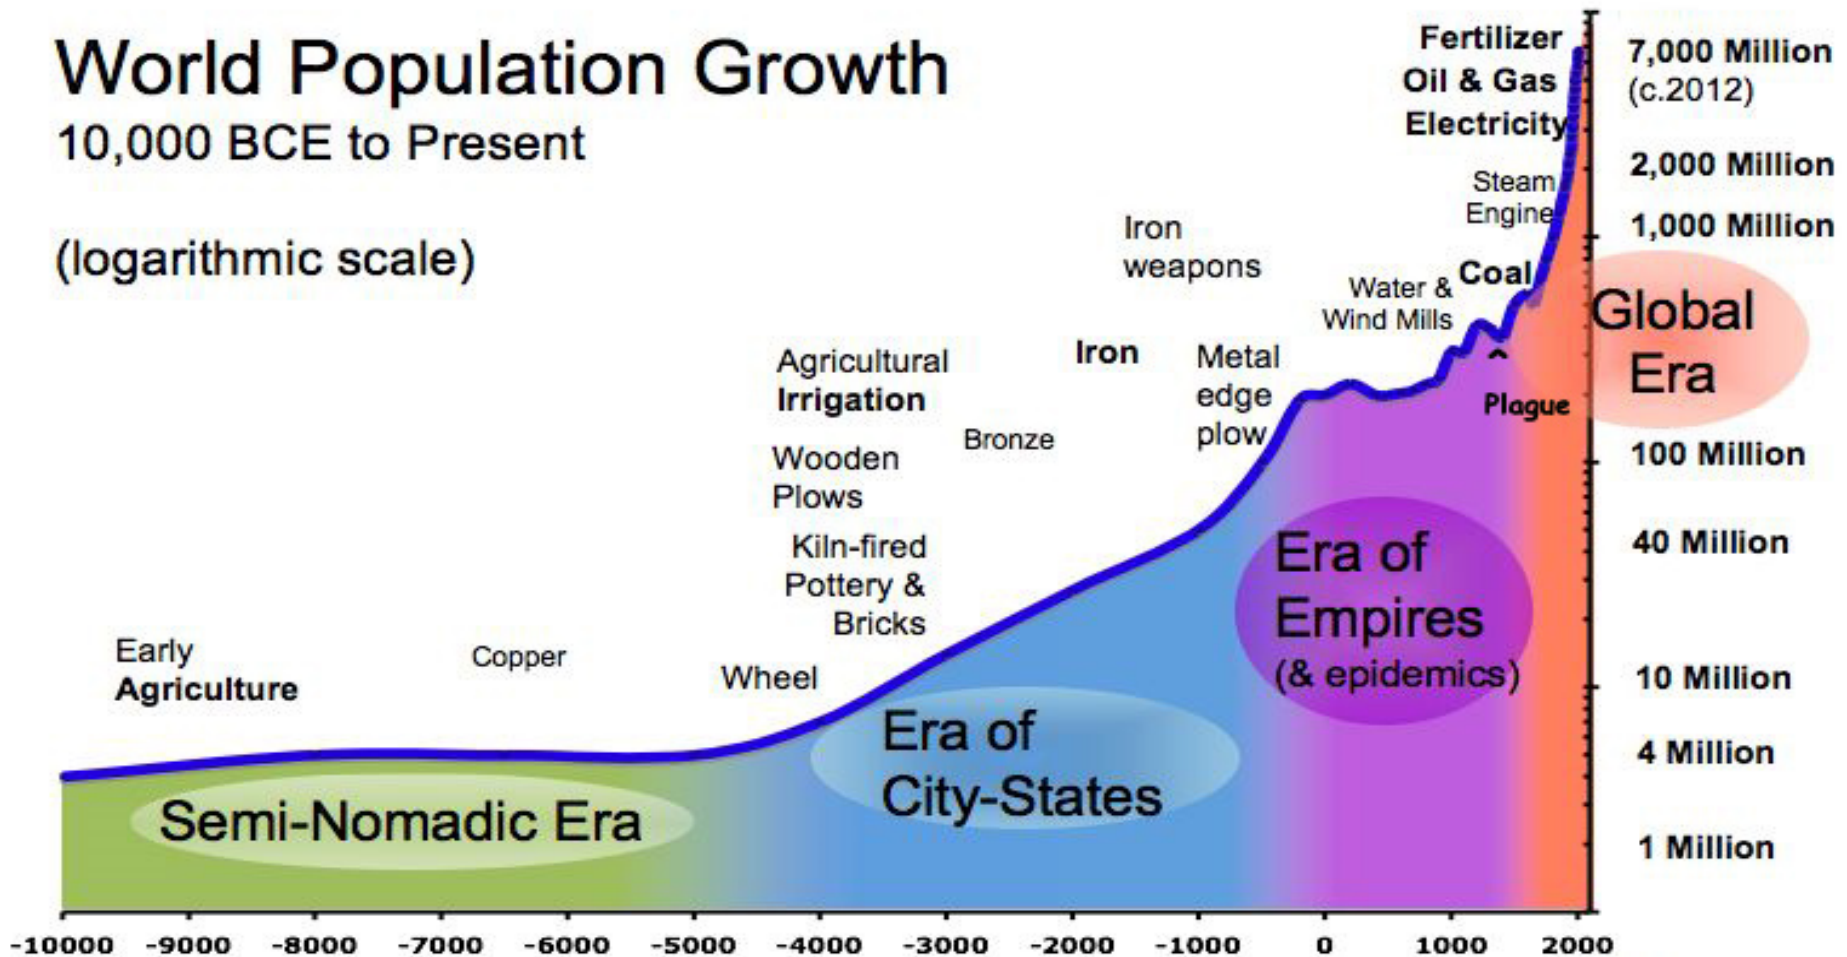 World Population Growth
10,000 BCE to Present
(logarithmic scale)
Fertilizer
Oil & Gas
Electricity
Steam
Engine
Coal
Water &
Wind Mills
Iron
weapons
Iron
Metal
edge
plow
Plague
Agricultural
Irrigation
Bronze
Wooden
Plows
Kiln-fired
Pottery &
Bricks
Wheel
Copper
Early
Agriculture
Semi-Nomadic Era
Era of
City-States
Era of
Empires
(& epidemics)
Global
Era
7,000 Million
(c.2012)
2,000 Million
1,000 Million
100 Million
40 Million
10 Million
4 Million
1 Million
-10000 -9000 -8000 -7000 -6000 -5000 -4000 -3000 -2000 -1000 0 1000 2000